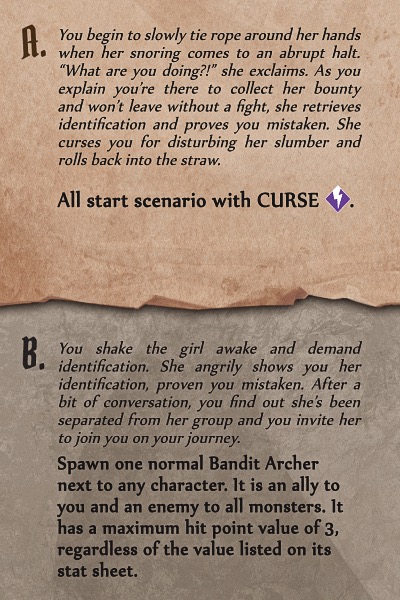 A.
You begin to slowly tie rope around her hands
when her snoring comes to an abrupt halt.
“What are you doing?!” she exclaims. As you
explain you’re there to collect her bounty
and won’t leave without a fight, she retrieves
identification and proves you mistaken. She
curses you for disturbing her slumber and
rolls back into the straw.
All start scenario with CURSE .
B.
You shake the girl awake and demand
identification. She angrily shows you her
identification, proven you mistaken. After a
bit of conversation, you find out she’s been
separated from her group and you invite her
to join you on your journey.
Spawn one normal Bandit Archer
next to any character. It is an ally to
you and an enemy to all monsters. It
has a maximum hit point value of 3,
regardless of the value listed on its
stat sheet.